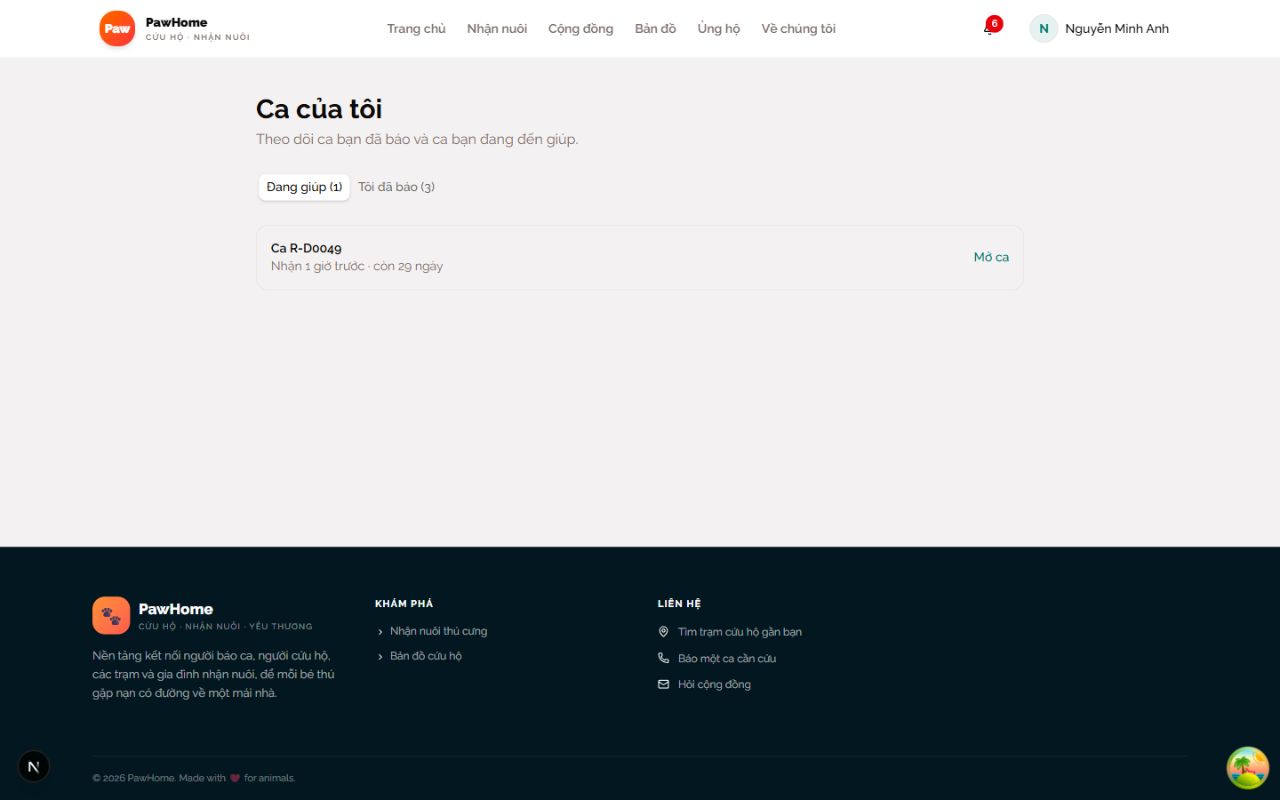 Paw
PawHome
CỨU HỘ · NHẬN NUÔI
Trang chủ
Nhận nuôi
Cộng đồng
Bản đồ
Ủng hộ
Về chúng tôi
6
N
Nguyễn Minh Anh
Ca của tôi
Theo dõi ca bạn đã báo và ca bạn đang đến giúp.
Đang giúp (1)
Tôi đã báo (3)
Ca R-D0049
Nhận 1 giờ trước · còn 29 ngày
Mở ca
PawHome
CỨU HỘ · NHẬN NUÔI · YÊU THƯƠNG
Nền tảng kết nối người báo ca, người cứu hộ,
các trạm và gia đình nhận nuôi, để mỗi bé thú
gặp nạn có đường về một mái nhà.
KHÁM PHÁ
Nhận nuôi thú cưng
Bản đồ cứu hộ
LIÊN HỆ
Tìm trạm cứu hộ gần bạn
Báo một ca cần cứu
Hỏi cộng đồng
N
© 2026 PawHome. Made with ❤ for animals.